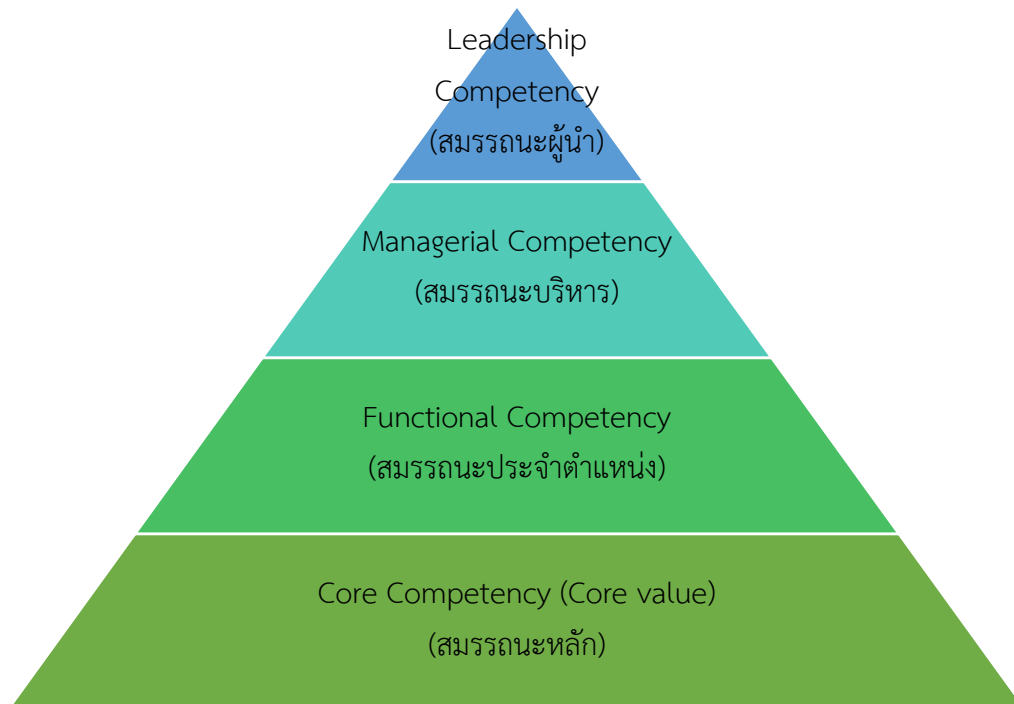 Leadership
Competency
(สมรรถนะผู้นำ)
Managerial Competency
(สมรรถนะบริหาร)
Functional Competency
(สมรรถนะประจำตำแหน่ง)
Core Competency (Core value)
(สมรรถนะหลัก)